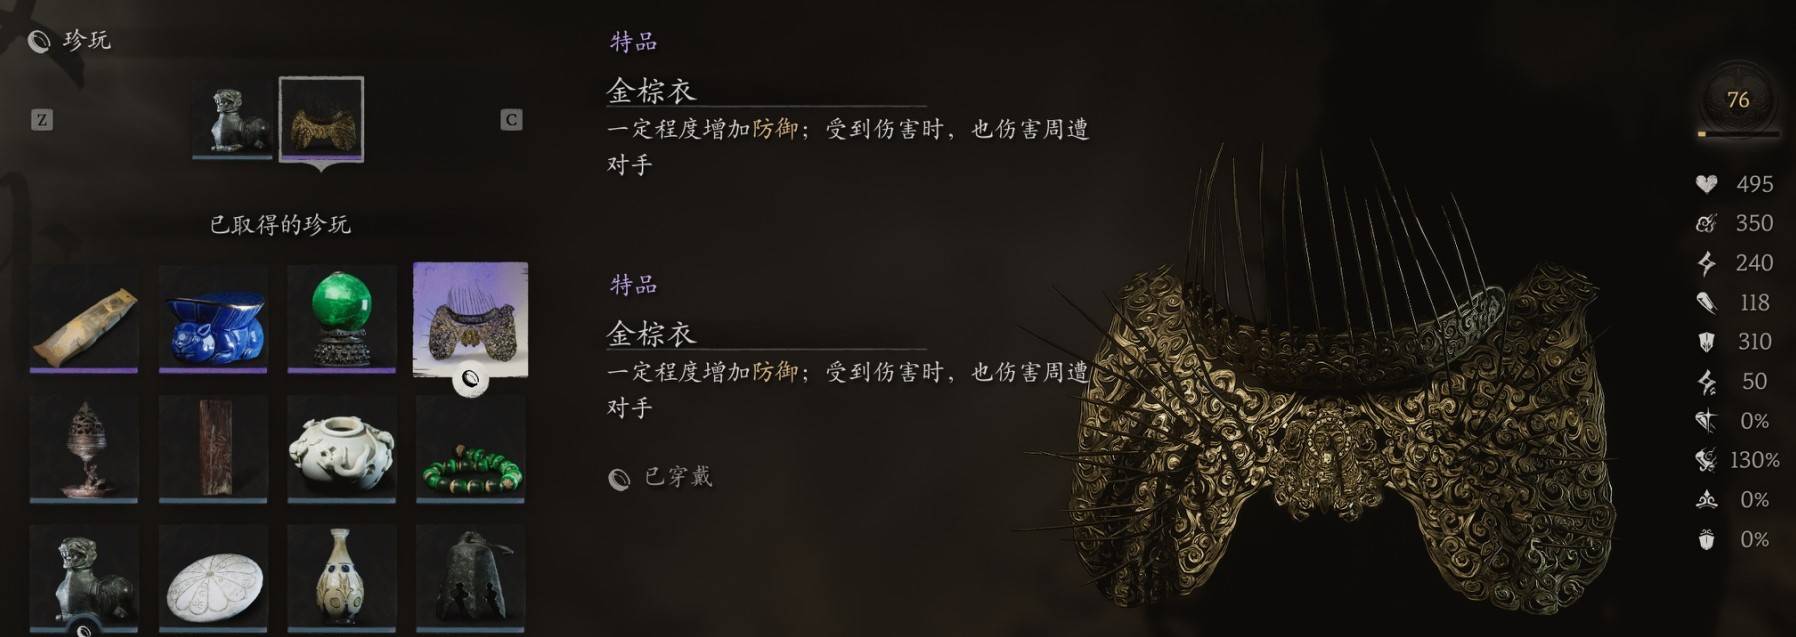 珍玩
Z
C
已取得的珍玩
特品
金棕衣
一定程度增加防御；受到伤害时，也伤害周遭
对手
特品
金棕衣
一定程度增加防御；受到伤害时，也伤害周遭
对手
已穿戴
76
495
350
240
118
310
50
0%
130%
0%
0%